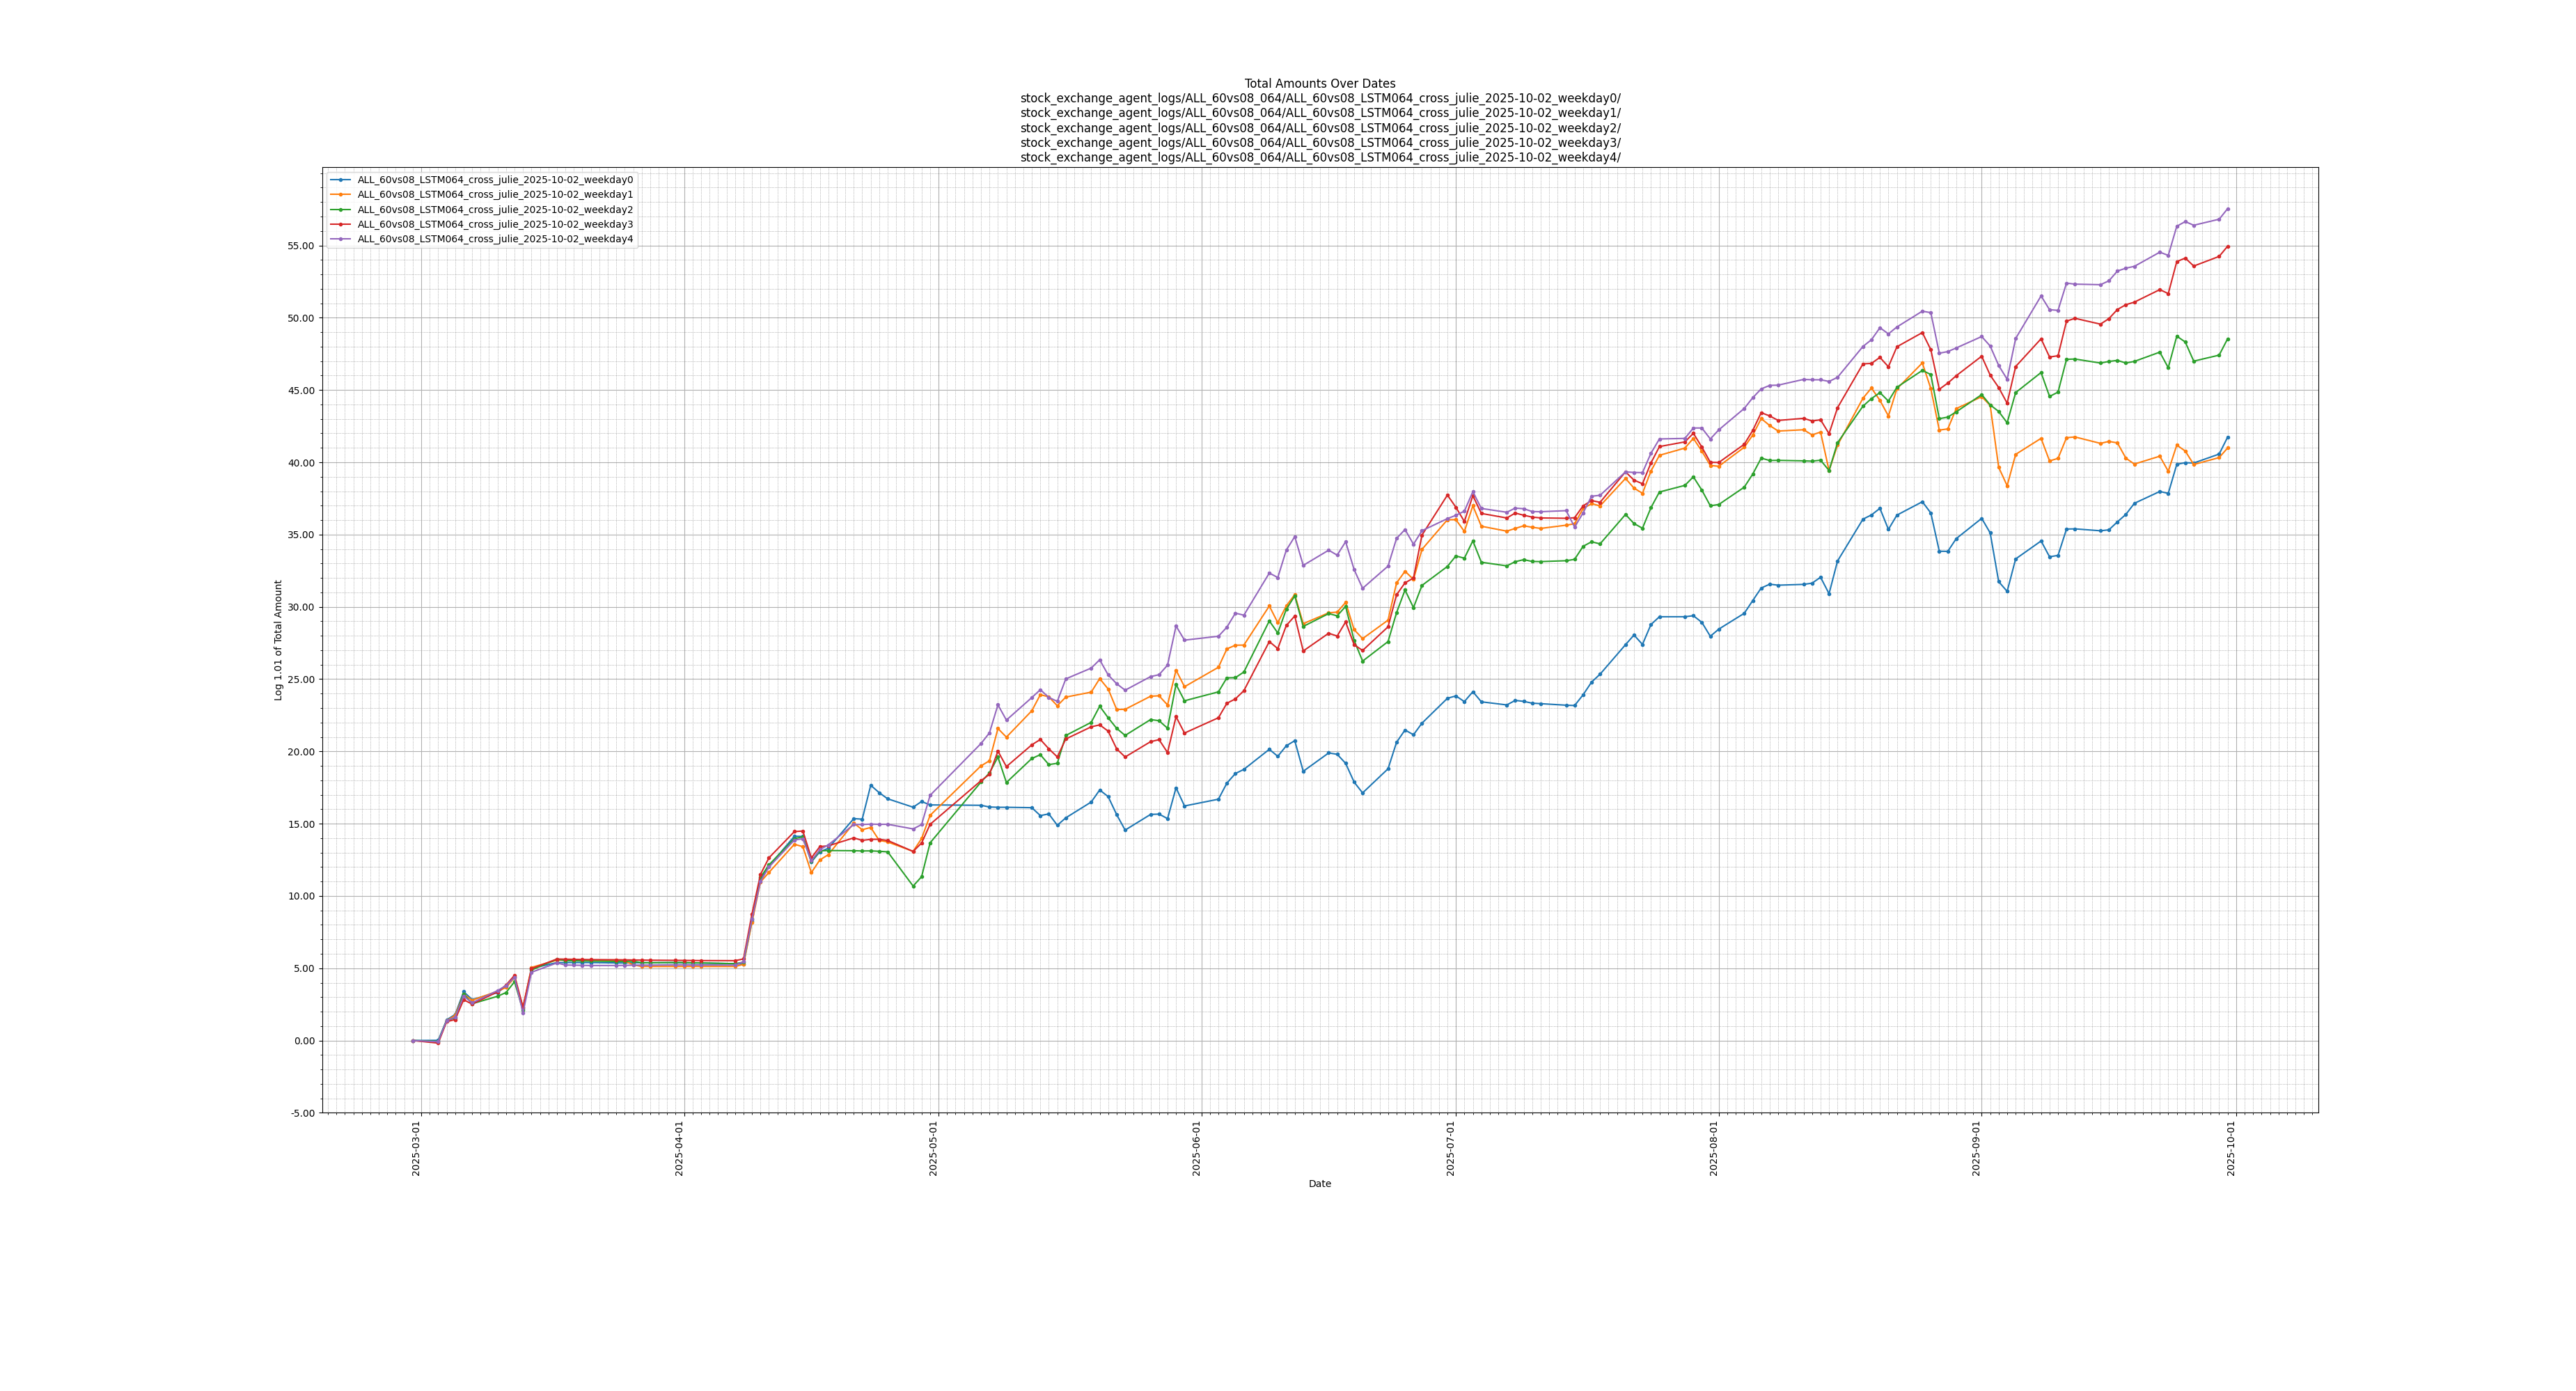 Total Amounts Over Dates
stock_exchange_agent_logs/ALL_60vs08_064/ALL_60vs08_LSTM064_cross_julie_2025-10-02_weekday0/
stock_exchange_agent_logs/ALL_60vs08_064/ALL_60vs08_LSTM064_cross_julie_2025-10-02_weekday1/
stock_exchange_agent_logs/ALL_60vs08_064/ALL_60vs08_LSTM064_cross_julie_2025-10-02_weekday2/
stock_exchange_agent_logs/ALL_60vs08_064/ALL_60vs08_LSTM064_cross_julie_2025-10-02_weekday3/
stock_exchange_agent_logs/ALL_60vs08_064/ALL_60vs08_LSTM064_cross_julie_2025-10-02_weekday4/
ALL_60vs08_LSTM064_cross_julie_2025-10-02_weekday0
ALL_60vs08_LSTM064_cross_julie_2025-10-02_weekday1
ALL_60vs08_LSTM064_cross_julie_2025-10-02_weekday2
ALL_60vs08_LSTM064_cross_julie_2025-10-02_weekday3
ALL_60vs08_LSTM064_cross_julie_2025-10-02_weekday4
55.00
50.00
45.00
40.00
35.00
30.00
25.00
20.00
15.00
10.00
5.00
0.00
-5.00
Log 1.01 of Total Amount
2025-03-01
2025-04-01
2025-05-01
2025-06-01
2025-07-01
2025-08-01
2025-09-01
2025-10-01
Date